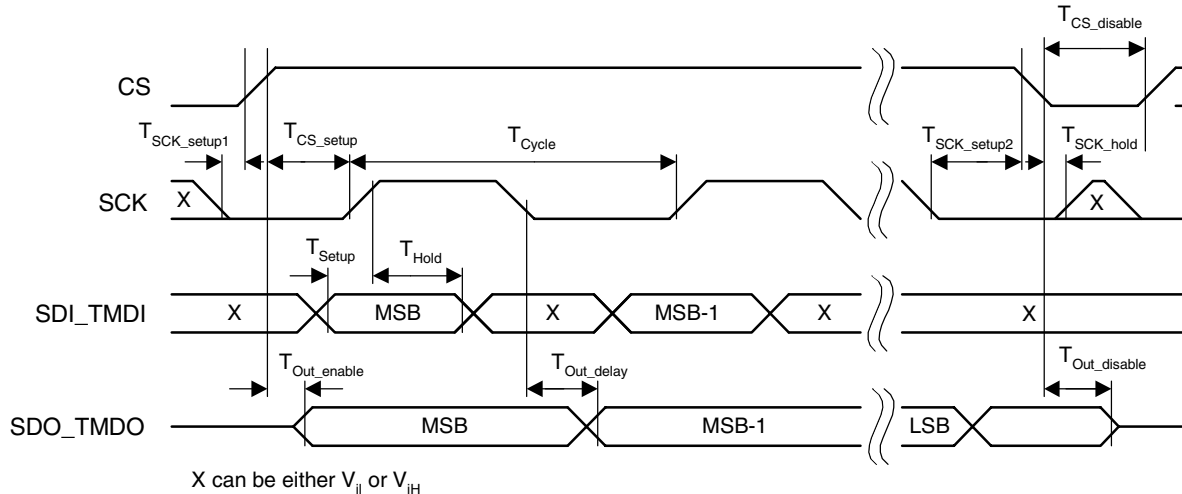 T_CS_disable
CS
T_SCK_setup1
T_CS_setup
T_Cycle
T_SCK_setup2
T_SCK_hold
SCK
X
X
T_Setup
T_Hold
SDI_TMDI
X
MSB
X
MSB-1
X
X
T_Out_enable
T_Out_delay
T_Out_disable
SDO_TMDO
MSB
MSB-1
LSB
X can be either V_il or V_iH